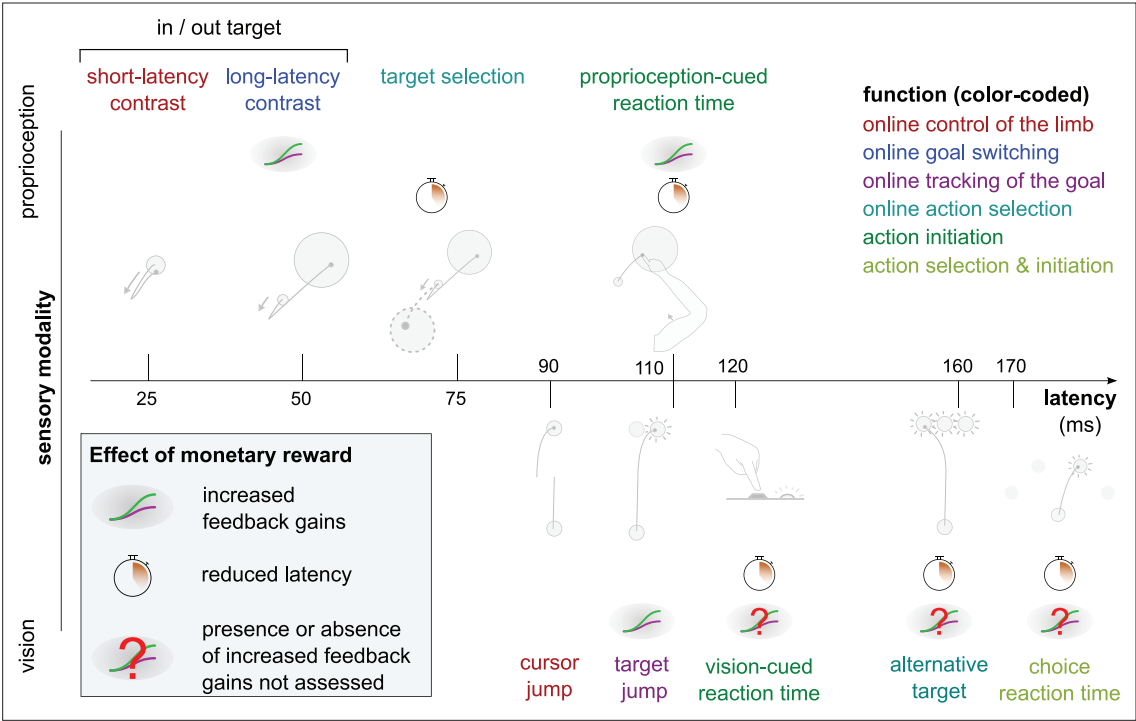 in / out target
short-latency
contrast
long-latency
contrast
target selection
proprioception-cued
reaction time
function (color-coded)
online control of the limb
online goal switching
online tracking of the goal
online action selection
action initiation
action selection & initiation
proprioception
sensory modality
vision
25
50
75
90
110
120
160
170
latency
(ms)
Effect of monetary reward
increased
feedback gains
reduced latency
?
presence or absence
of increased feedback
gains not assessed
?
?
?
cursor
jump
target
jump
vision-cued
reaction time
alternative
target
choice
reaction time